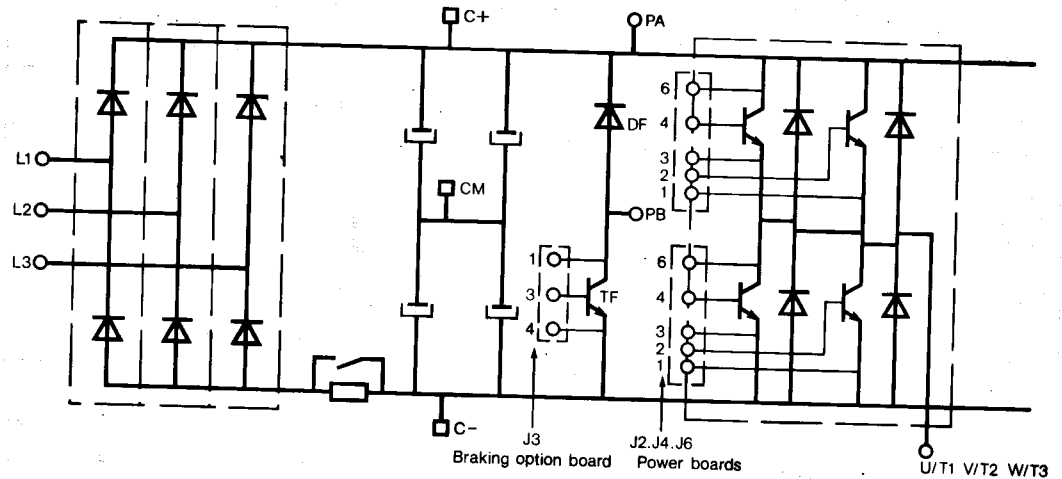 C+
PA
6
4
3
2
1
DF
L1
L2
L3
CM
PB
1
3
4
TF
6
4
3
2
1
C-
J3
Braking option board
J2.J4.J6
Power boards
U/T1 V/T2 W/T3